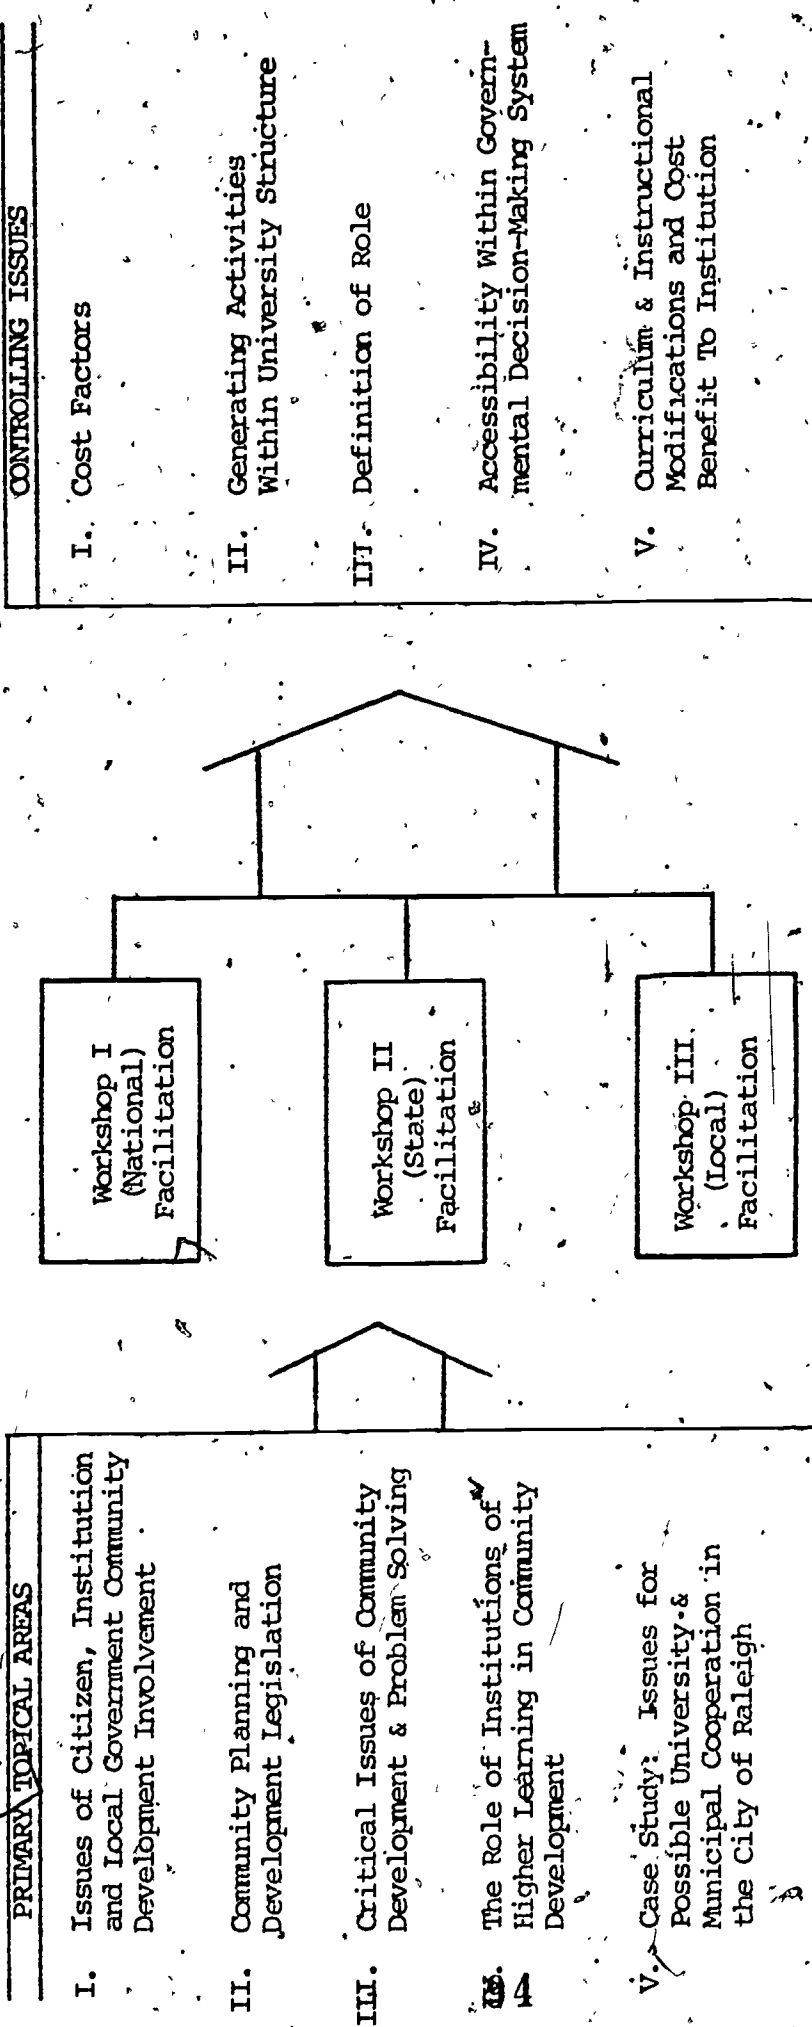 PRIMARY TOPICAL AREAS
I. Issues of Citizen, Institution
and Local Government Community
Development Involvement
II. Community Planning and
Development Legislation
III. Critical Issues of Community
Development & Problem Solving
The Role of Institutions of
Higher Learning in Community
Development
V. Case Study: Issues for
Possible University &
Municipal Cooperation in
the City of Raleigh
Workshop I
(National)
Facilitation
Workshop II
(State)
Facilitation
Workshop III
(Local)
Facilitation
CONTROLLING ISSUES
I. Cost Factors
II. Generating Activities
Within University Structure
III. Definition of Role
IV. Accessibility Within Govern-
mental Decision-Making System
V. Curriculum & Instructional
Modifications and Cost
Benefit To Institution